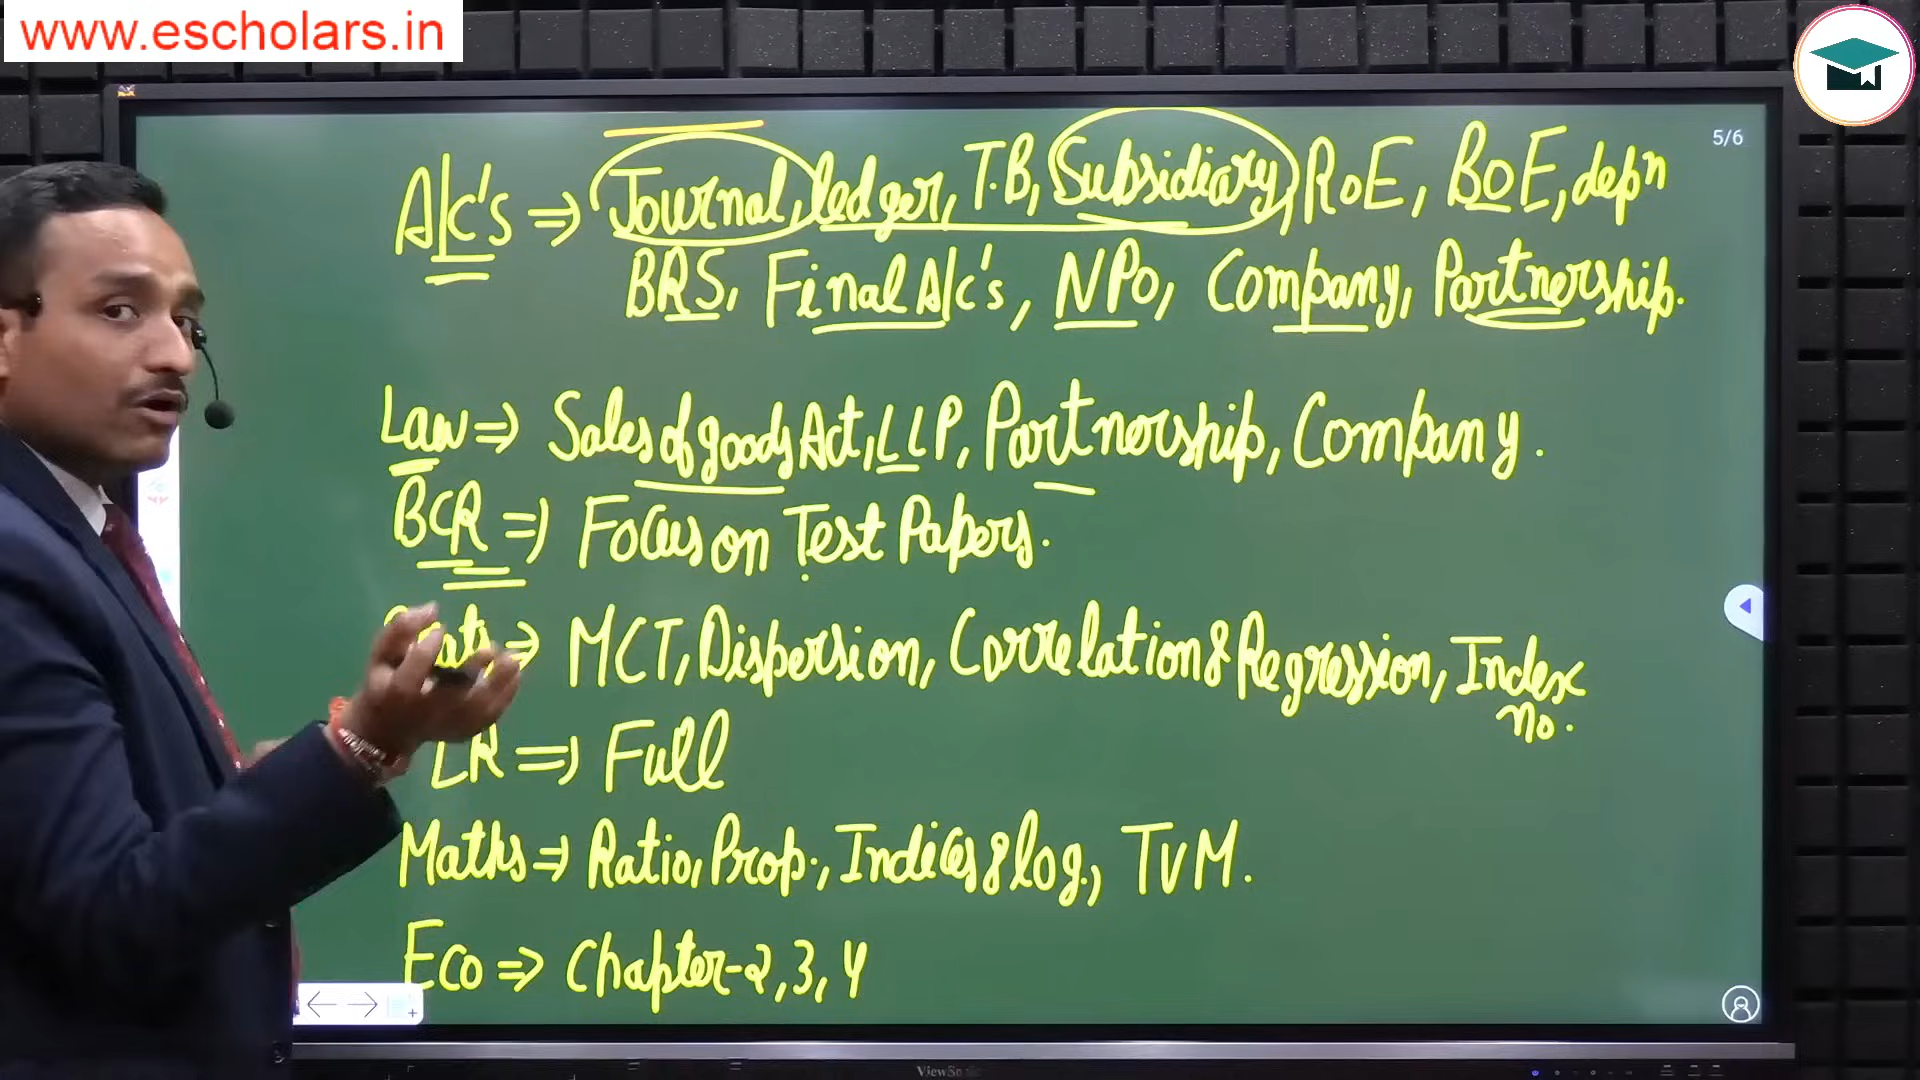 www.escholars.in
5/6
A/c's ⇒ Journal, ledger, T.B, Subsidiary, RoE, BoE, depn
BRS, Final A/c's, NPO, Company, Partnership.
Law ⇒ Sales of goods Act, LLP, Partnership, Company.
BCR ⇒ Focus on Test Papers.
⇒ MCT, Dispersion, Correlation & Regression, Index
no.
LR ⇒ Full
Maths ⇒ Ratio, Prop., Indices & log., TVM.
Eco ⇒ Chapter-2, 3, 4